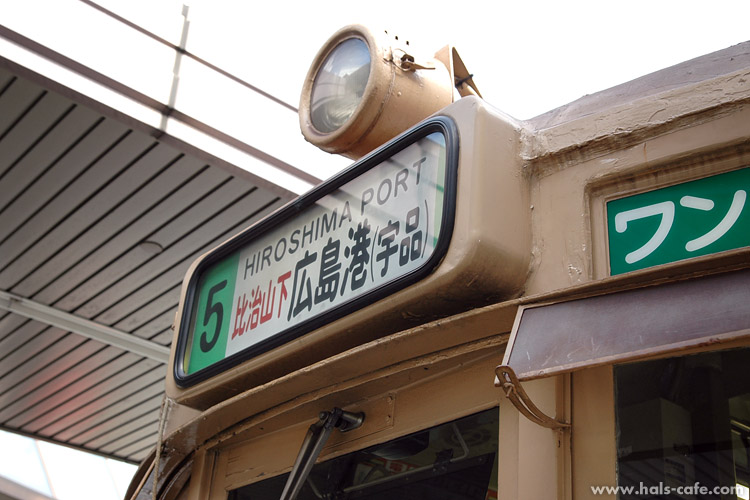 HIROSHIMA PORT
5 比治山下 広島港(宇品)
ワン
www.hals-cafe.com